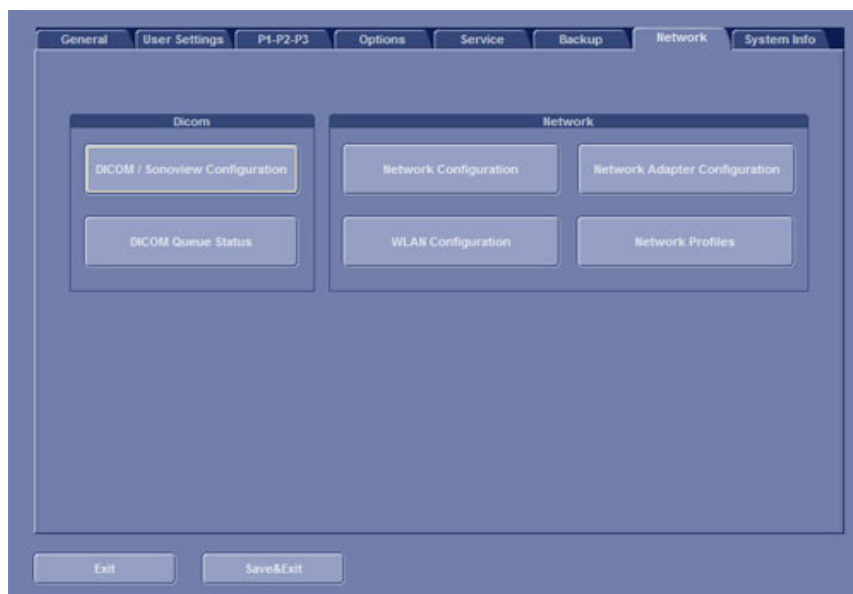 General User Settings P1-P2-P3 Options Service Backup Network System Info
Dicom Network
DICOM / Sonoview Configuration Network Configuration Network Adapter Configuration
DICOM Queue Status WLAN Configuration Network Profiles
Exit Save&Exit